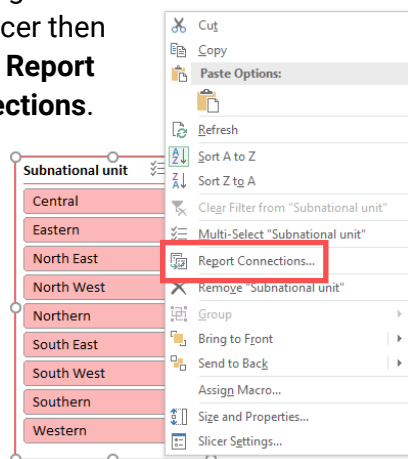 cer then
Report
ections.
Subnational unit
Central
Eastern
North East
North West
Northern
South East
South West
Southern
Western
Cut
Copy
Paste Options:
Refresh
Sort A to Z
Sort Z to A
Clear Filter from "Subnational unit"
Multi-Select "Subnational unit"
Report Connections...
Remove "Subnational unit"
Group
Bring to Front
Send to Back
Assign Macro...
Size and Properties...
Slicer Settings...